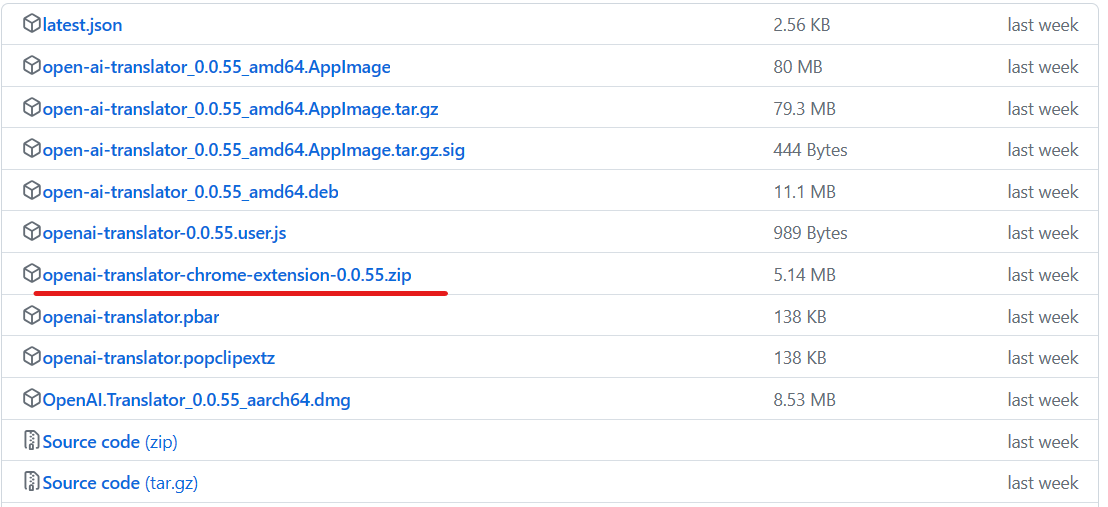 latest.json 2.56 KB last week
open-ai-translator_0.0.55_amd64.AppImage 80 MB last week
open-ai-translator_0.0.55_amd64.AppImage.tar.gz 79.3 MB last week
open-ai-translator_0.0.55_amd64.AppImage.tar.gz.sig 444 Bytes last week
open-ai-translator_0.0.55_amd64.deb 11.1 MB last week
openai-translator-0.0.55.user.js 989 Bytes last week
openai-translator-chrome-extension-0.0.55.zip 5.14 MB last week
openai-translator.pbar 138 KB last week
openai-translator.popclipextz 138 KB last week
OpenAI.Translator_0.0.55_aarch64.dmg 8.53 MB last week
Source code (zip) last week
Source code (tar.gz) last week